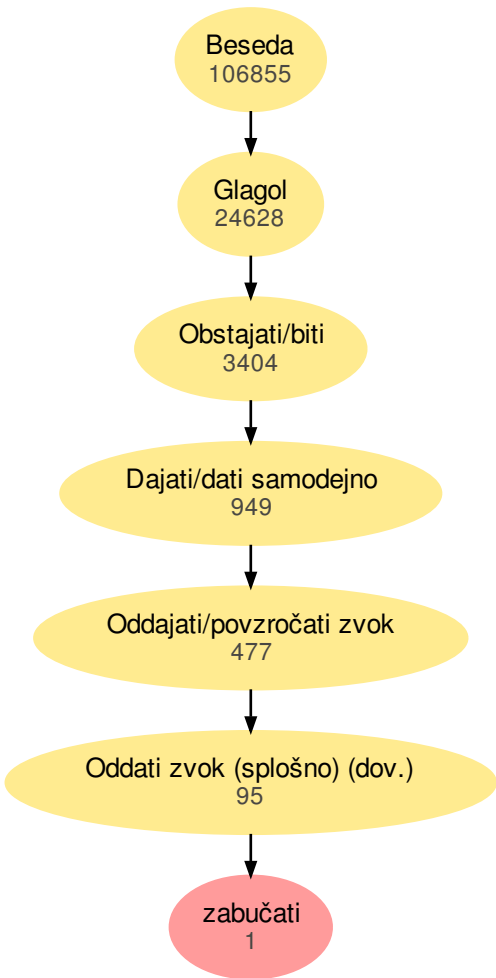 Beseda
106855
Glagol
24628
Obstajati/biti
3404
Dajati/dati samodejno
949
Oddajati/povzročati zvok
477
Oddati zvok (splošno) (dov.)
95
zabučati
1